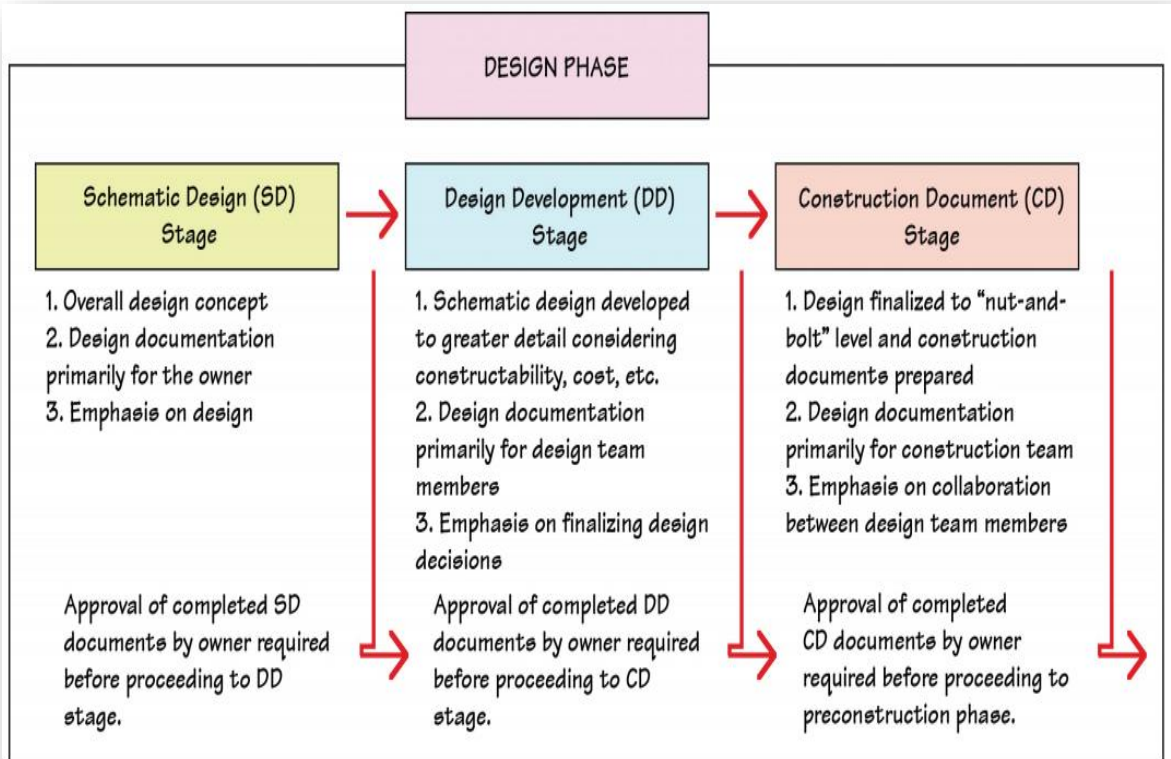 DESIGN PHASE
Schematic Design (SD)
Stage
1. Overall design concept
2. Design documentation
primarily for the owner
3. Emphasis on design
Approval of completed SD
documents by owner required
before proceeding to DD
stage.
Design Development (DD)
Stage
1. Schematic design developed
to greater detail considering
constructability, cost, etc.
2. Design documentation
primarily for design team
members
3. Emphasis on finalizing design
decisions
Approval of completed DD
documents by owner required
before proceeding to CD
stage.
Construction Document (CD)
Stage
1. Design finalized to “nut-and-
bolt” level and construction
documents prepared
2. Design documentation
primarily for construction team
3. Emphasis on collaboration
between design team members
Approval of completed
CD documents by owner
required before proceeding to
preconstruction phase.